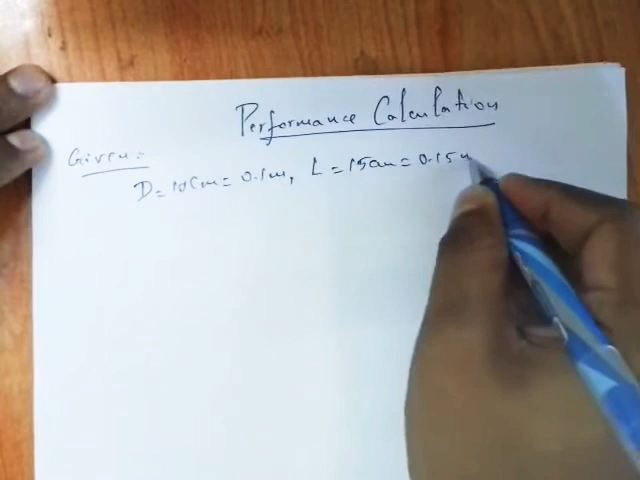 Performance Calculation
Given:
D = 10cm = 0.1m, L = 15cm = 0.15m